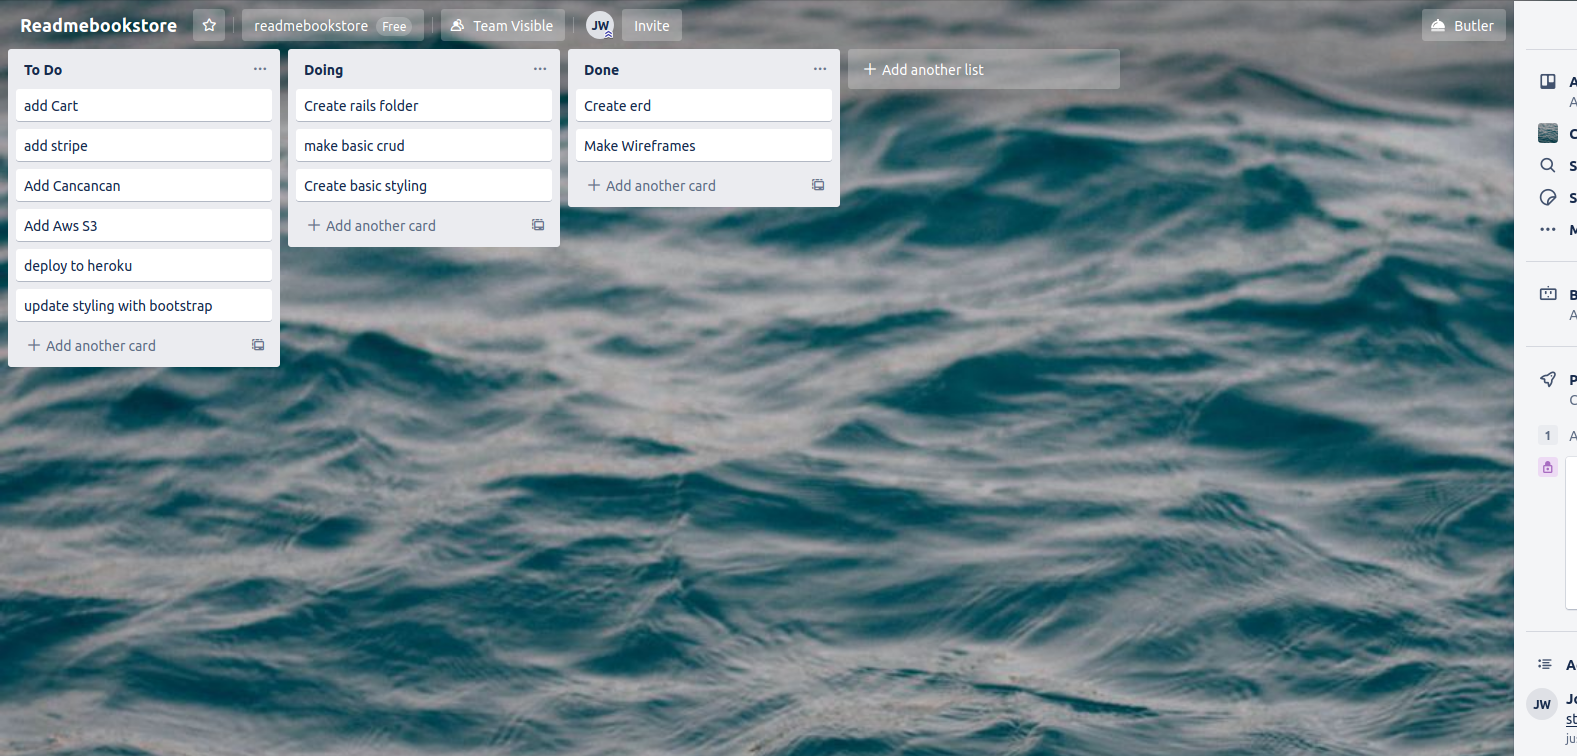 Readmebookstore
readmebookstore Free
Team Visible
JW
Invite
Butler
To Do
add Cart
add stripe
Add Cancancan
Add Aws S3
deploy to heroku
update styling with bootstrap
+ Add another card
Doing
Create rails folder
make basic crud
Create basic styling
+ Add another card
Done
Create erd
Make Wireframes
+ Add another card
+ Add another list
A
A
C
S
S
M
B
A
P
C
1 A
A
JW Jo
st
jus